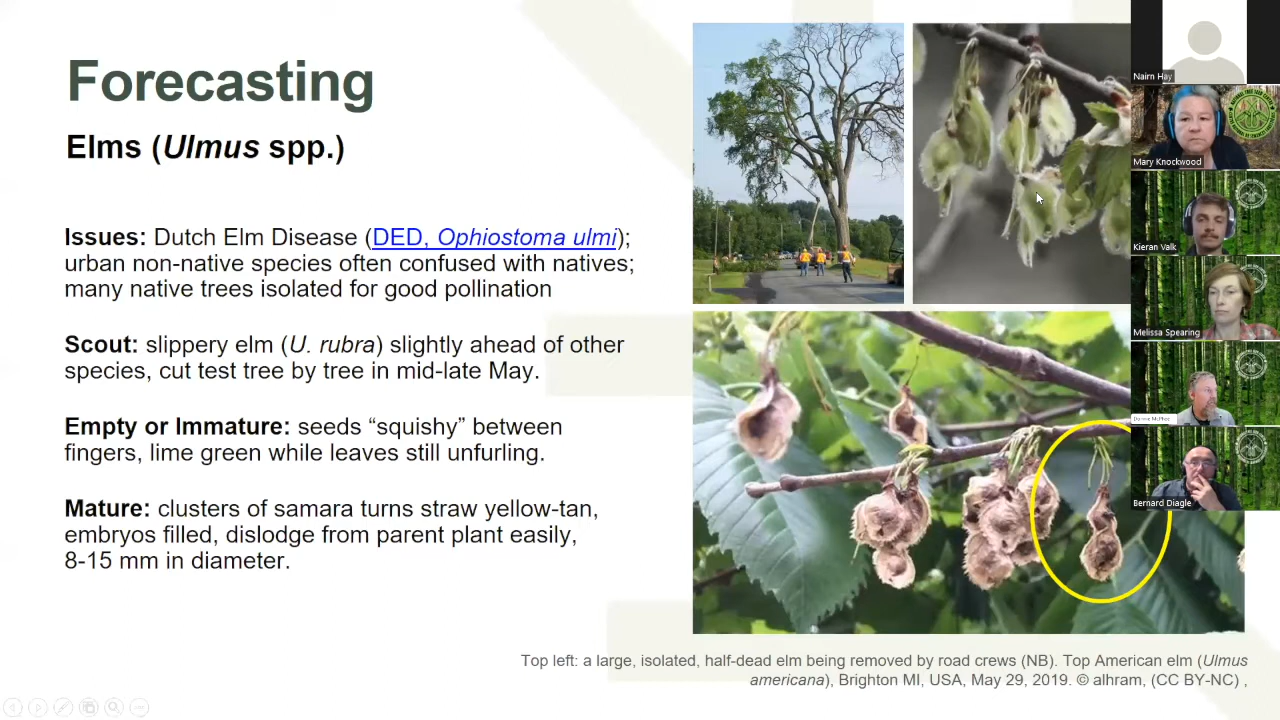 Forecasting
Elms (Ulmus spp.)
Issues: Dutch Elm Disease (DED, Ophiostoma ulmi);
urban non-native species often confused with natives;
many native trees isolated for good pollination
Scout: slippery elm (U. rubra) slightly ahead of other
species, cut test tree by tree in mid-late May.
Empty or Immature: seeds “squishy” between
fingers, lime green while leaves still unfurling.
Mature: clusters of samara turns straw yellow-tan,
embryos filled, dislodge from parent plant easily,
8-15 mm in diameter.
Top left: a large, isolated, half-dead elm being removed by road crews (NB). Top American elm (Ulmus
americana), Brighton MI, USA, May 29, 2019. © alhram, (CC BY-NC) ,
Nairn Hay
Mary Knockwood
Kieran Valk
Melissa Spearing
Donnie McPhee
Bernard Diagle